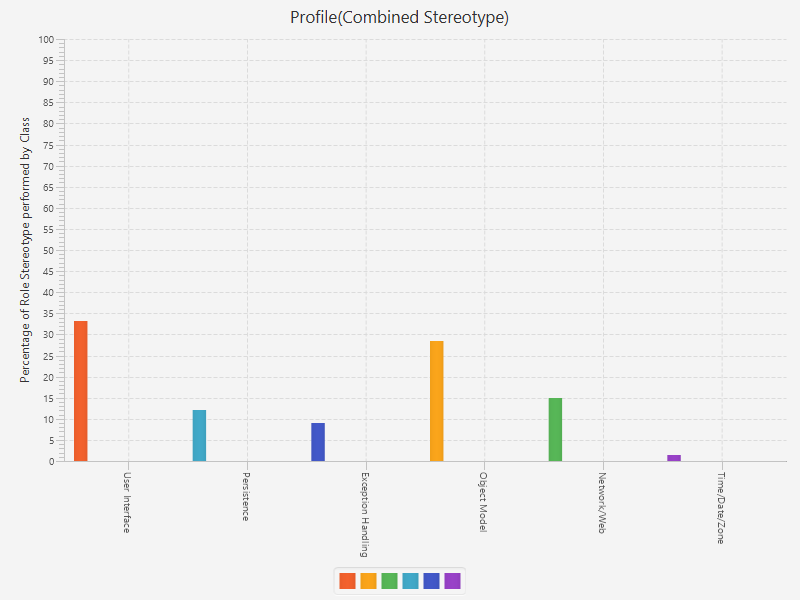 Profile(Combined Stereotype)
Percentage of Role Stereotype performed by Class
100
95
90
85
80
75
70
65
60
55
50
45
40
35
30
25
20
15
10
5
0
User Interface
Persistence
Exception Handling
Object Model
Network/Web
Time/Date/Zone